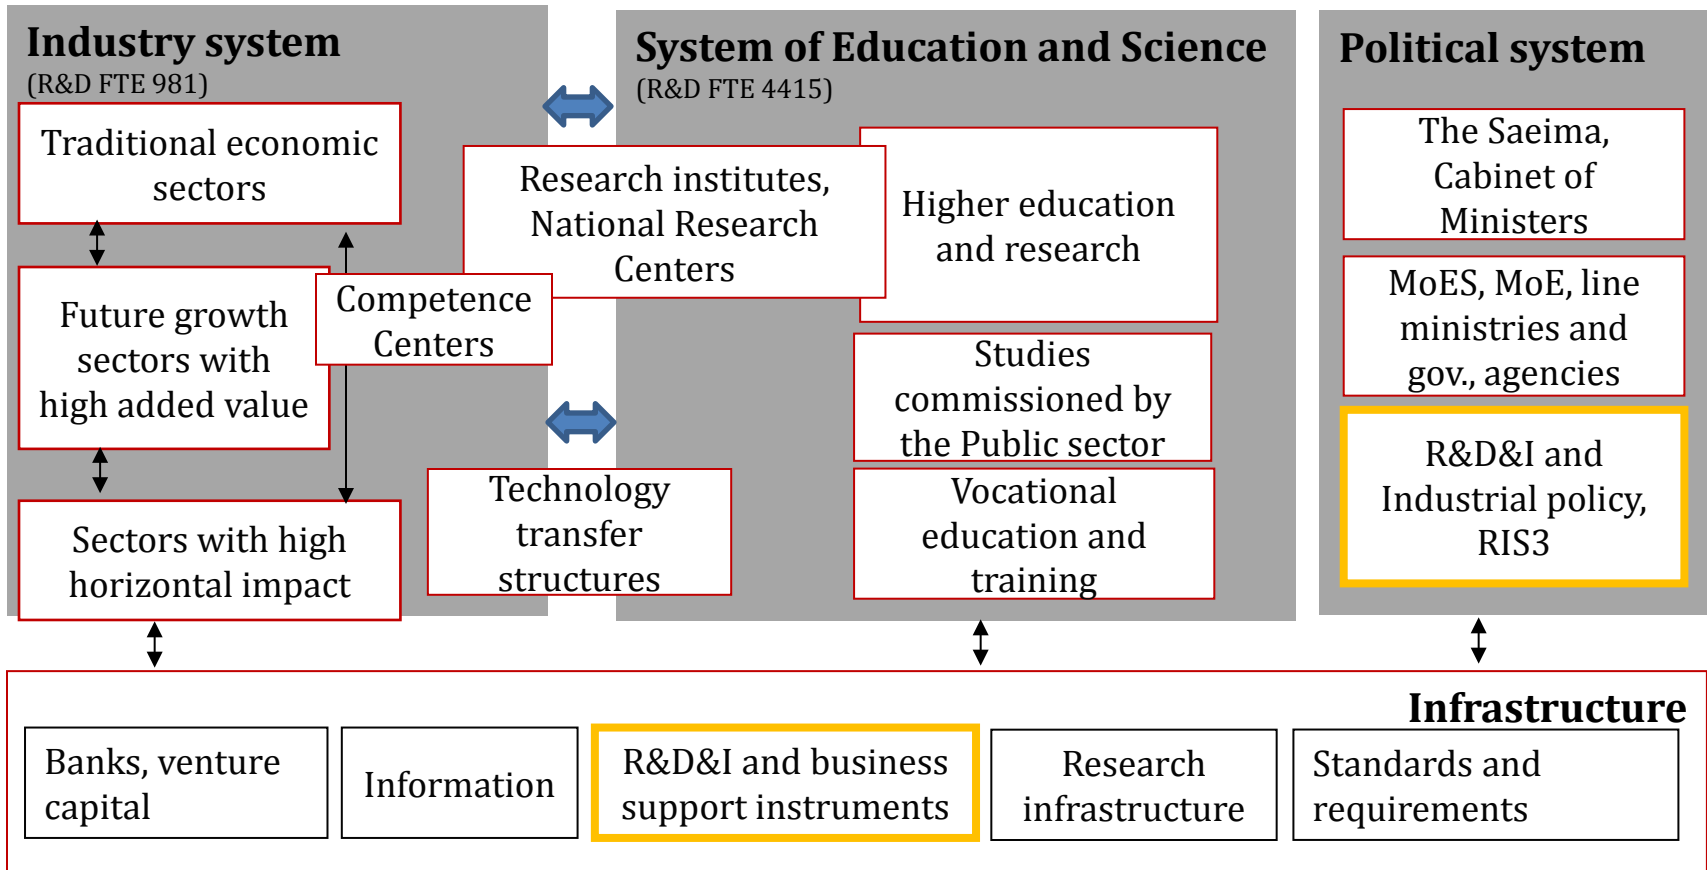 Industry system
(R&D FTE 981)
Traditional economic
sectors
Future growth
sectors with
high added value
Sectors with high
horizontal impact
Competence
Centers
System of Education and Science
(R&D FTE 4415)
Research institutes,
National Research
Centers
Higher education
and research
Studies
commissioned by
the Public sector
Technology
transfer
structures
Vocational
education and
training
Political system
The Saeima,
Cabinet of
Ministers
MoES, MoE, line
ministries and
gov., agencies
R&D&I and
Industrial policy,
RIS3
Infrastructure
Banks, venture
capital
Information
R&D&I and business
support instruments
Research
infrastructure
Standards and
requirements